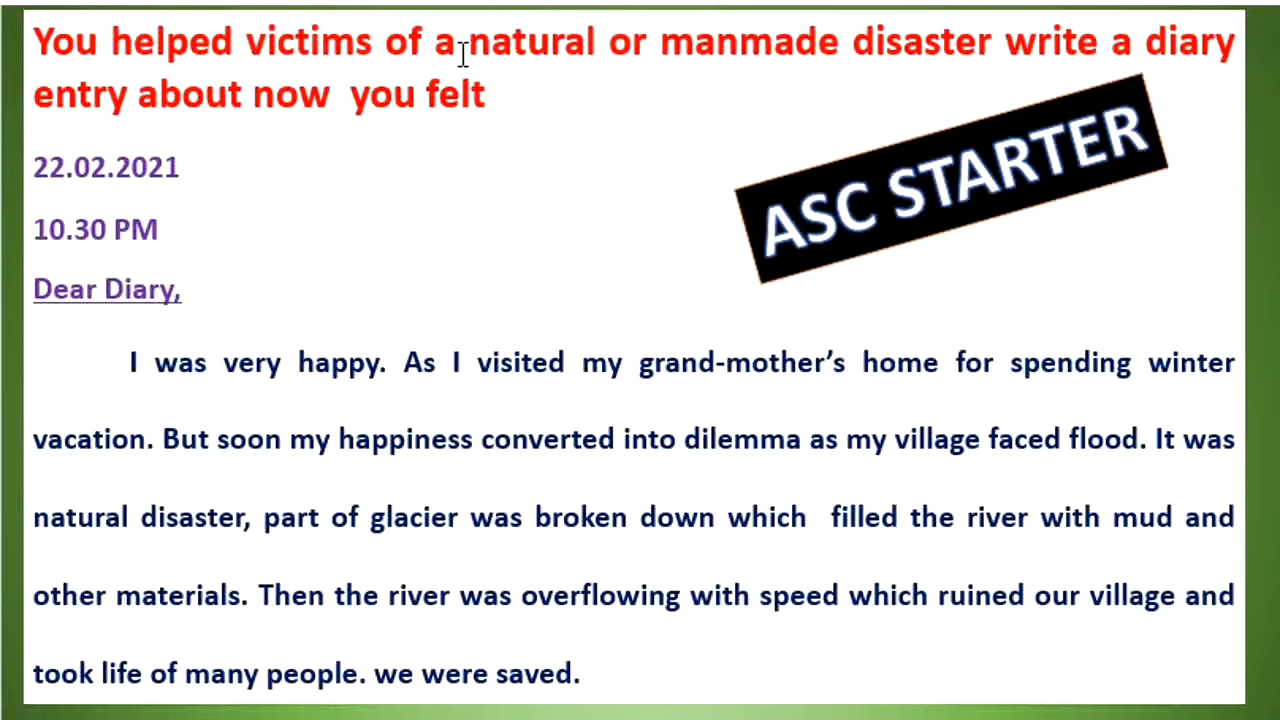 You helped victims of a natural or manmade disaster write a diary
entry about now you felt
ASC STARTER
22.02.2021
10.30 PM
Dear Diary,
I was very happy. As I visited my grand-mother’s home for spending winter
vacation. But soon my happiness converted into dilemma as my village faced flood. It was
natural disaster, part of glacier was broken down which filled the river with mud and
other materials. Then the river was overflowing with speed which ruined our village and
took life of many people. we were saved.